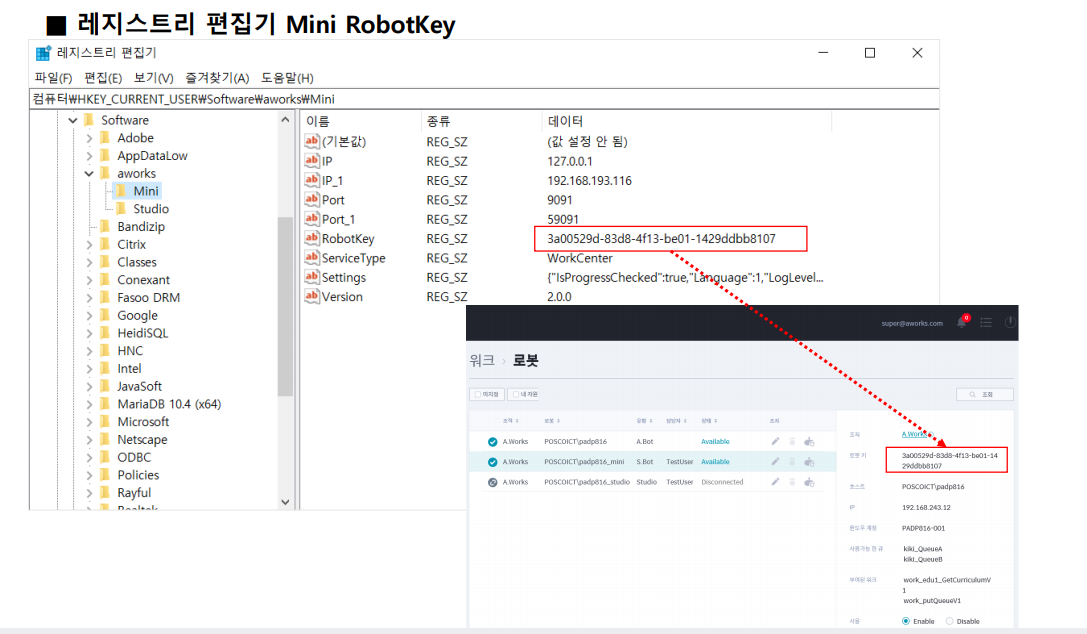 ■ 레지스트리 편집기 Mini RobotKey
레지스트리 편집기
파일(F) 편집(E) 보기(V) 즐겨찾기(A) 도움말(H)
컴퓨터₩HKEY_CURRENT_USER₩Software₩aworks₩Mini
Software
Adobe
AppDataLow
aworks
Mini
Studio
Bandizip
Citrix
Classes
Conexant
Fasoo DRM
Google
HeidiSQL
HNC
Intel
JavaSoft
MariaDB 10.4 (x64)
Microsoft
Netscape
ODBC
Policies
Rayful
Realtek
이름 종류 데이터
(기본값) REG_SZ (값 설정 안 됨)
IP REG_SZ 127.0.0.1
IP_1 REG_SZ 192.168.193.116
Port REG_SZ 9091
Port_1 REG_SZ 59091
RobotKey REG_SZ 3a00529d-83d8-4f13-be01-1429ddbb8107
ServiceType REG_SZ WorkCenter
Settings REG_SZ {"IsProgressChecked":true,"Language":1,"LogLevel...
Version REG_SZ 2.0.0
super@aworks.com 0
워크 > 로봇
미지정 내 자원 조회
조직 로봇 유형 담당자 상태 조치
A.Works POSCOICT\padp816 A.Bot Available
A.Works POSCOICT\padp816_mini S.Bot TestUser Available
A.Works POSCOICT\padp816_studio Studio TestUser Disconnected
조직 A.Works
로봇 키 3a00529d-83d8-4f13-be01-14
29ddbb8107
호스트 POSCOICT\padp816
IP 192.168.243.12
윈도우 계정 PADP816-001
사용가능 한 큐 kiki_QueueA
kiki_QueueB
부여된 워크 work_edu1_GetCurriculumV
1
work_putQueueV1
사용 Enable Disable